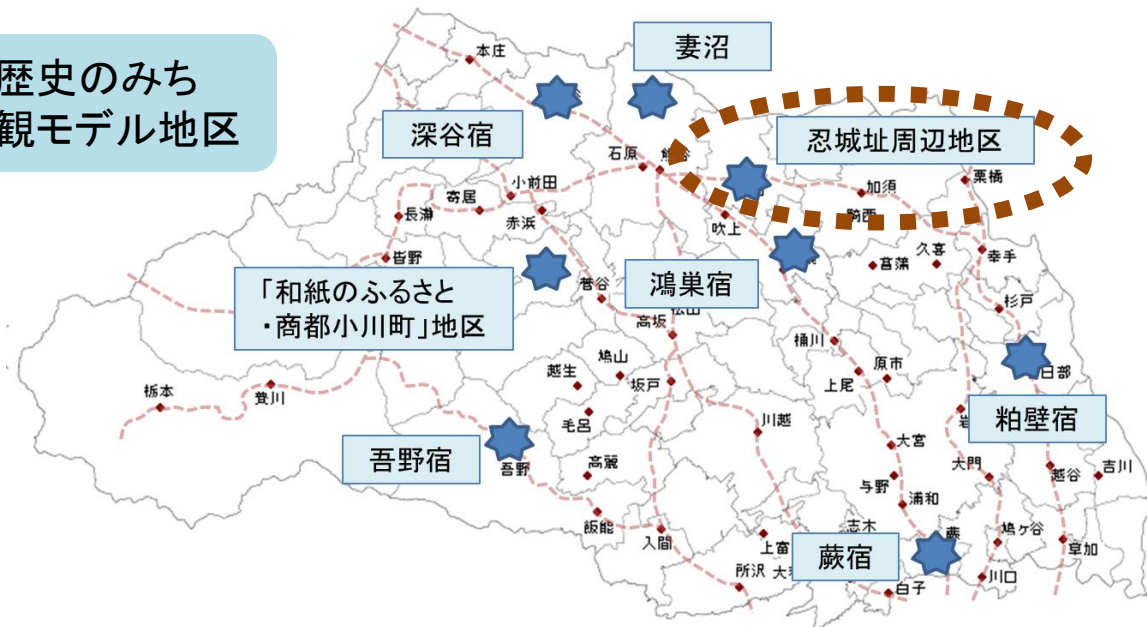 歴史のみち
観モデル地区
妻沼
本庄
深谷宿
忍城址周辺地区
石原
小前田
寄居
長瀞
赤浜
加須
栗橋
騎西
吹上
皆野
菖蒲
久喜
幸手
「和紙のふるさと
・商都小川町」地区
菅谷
鴻巣宿
高坂
杉戸
桶川
鳩山
越生
坂戸
原市
上尾
栃本
贄川
毛呂
川越
粕壁宿
吾野宿
吾野
高麗
大宮
大門
越谷
吉川
与野
浦和
飯能
入間
志木
上富
蕨宿
蕨
鳩ヶ谷
草加
所沢
川口
白子